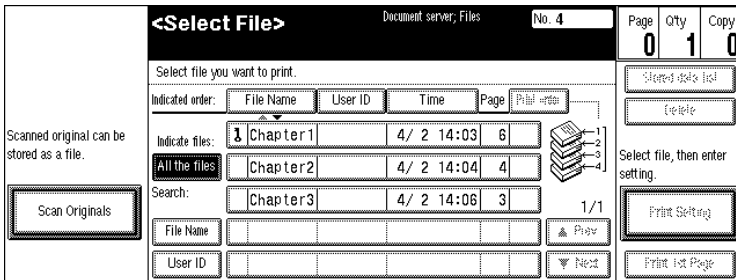 <Select File>
Document server; Files
No. 4
Page Q'ty Copy
0 1 0
Select file you want to print.
Stored data list
Indicated order: File Name User ID Time Page Print order
Delete
Scanned original can be
stored as a file.
Indicate files: Chapter1 4/ 2 14:03 6
1
2
3
4
All the files Chapter2 4/ 2 14:04 4
Select file, then enter
setting.
Search: Chapter3 4/ 2 14:06 3
1/1
Scan Originals
Print Setting
File Name
▲ Prev
User ID
▼ Next
Print 1st Page